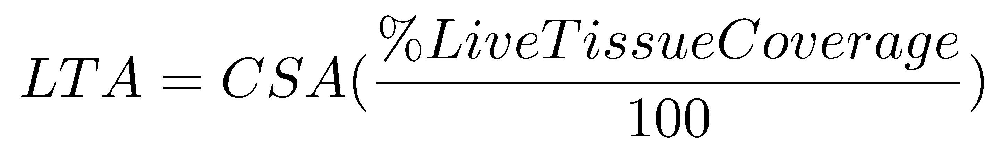 LTA = CSA(%LiveTissueCoverage / 100)